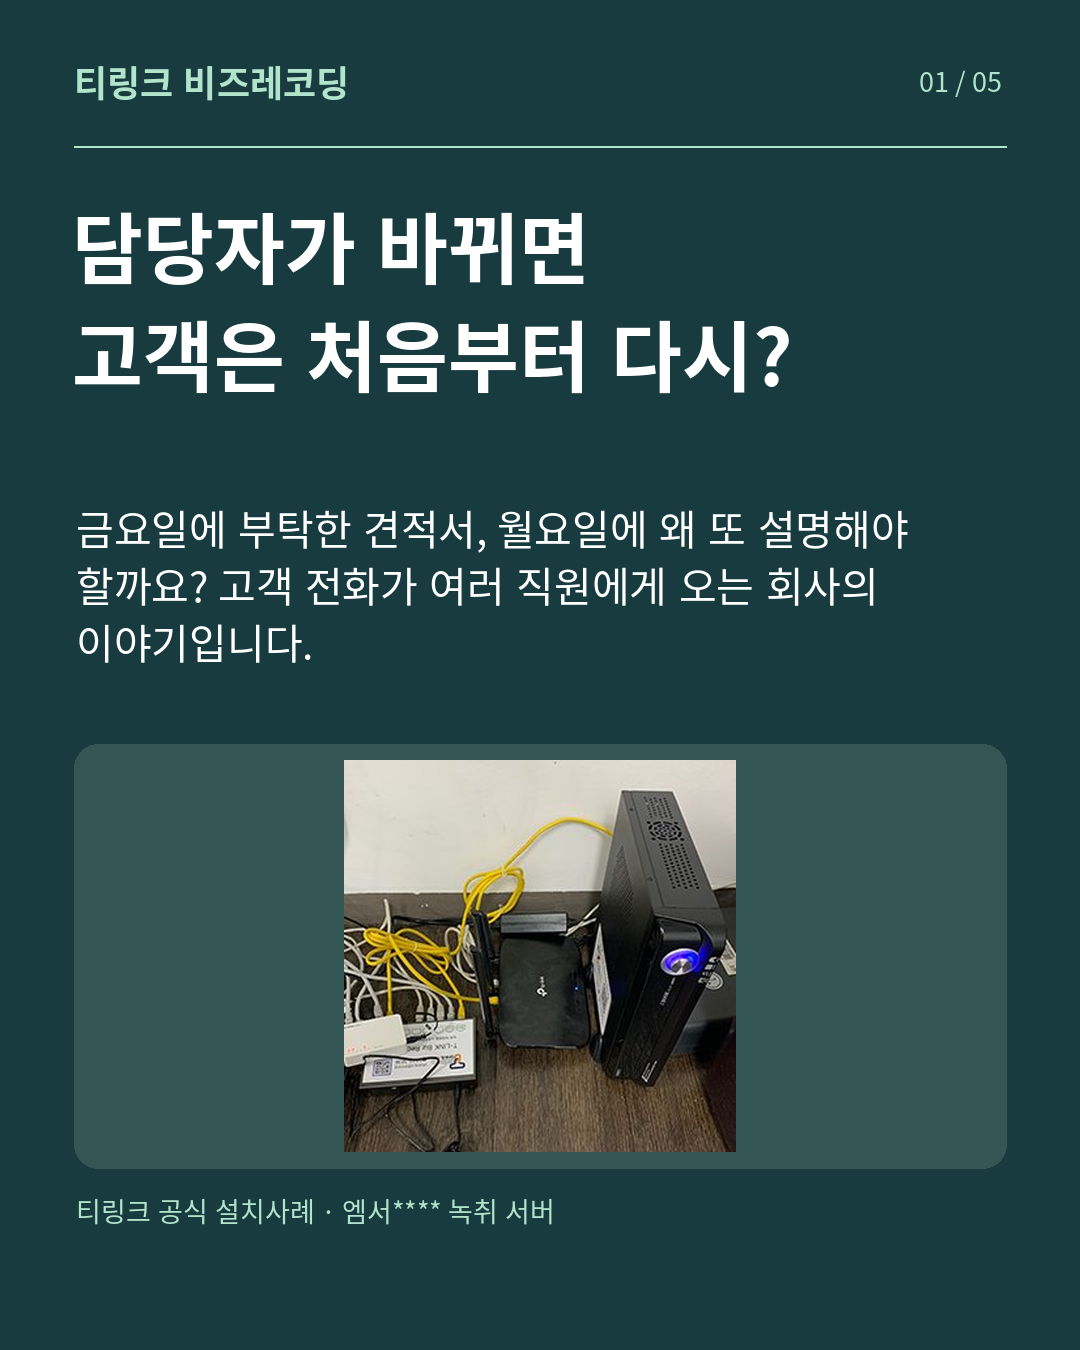 티링크 비즈레코딩
01 / 05
담당자가 바뀌면
고객은 처음부터 다시?
금요일에 부탁한 견적서, 월요일에 왜 또 설명해야
할까요? 고객 전화가 여러 직원에게 오는 회사의
이야기입니다.
T-LINK Biz Rec
티링크 공식 설치사례 · 엠서**** 녹취 서버